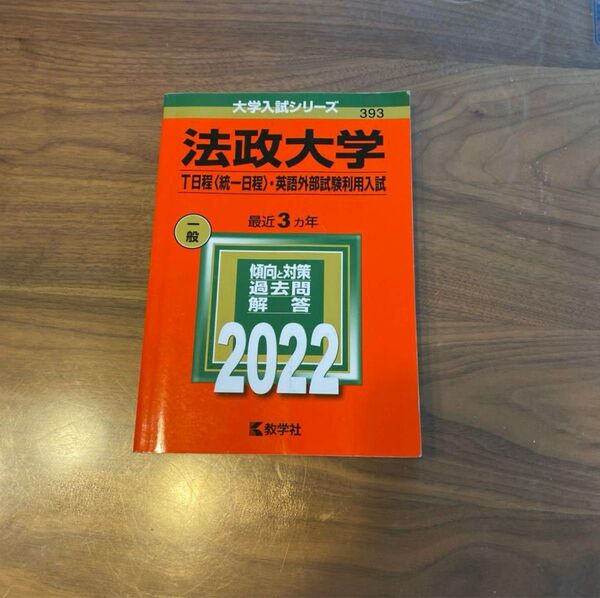 大学入試シリーズ
393
法政大学
T日程〈統一日程〉・英語外部試験利用入試
一般
最近3カ年
傾向と対策
過去問
解答
2022
教学社